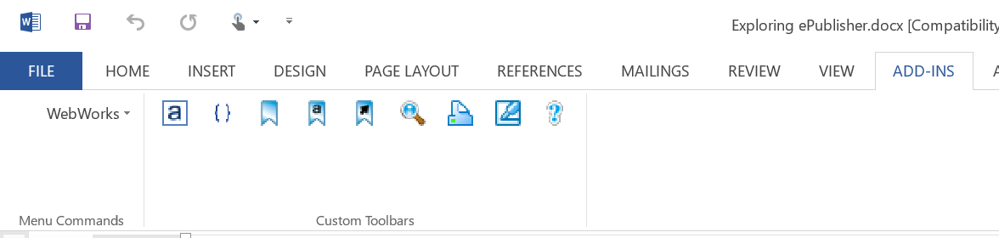 Exploring ePublisher.docx [Compatibility
FILE HOME INSERT DESIGN PAGE LAYOUT REFERENCES MAILINGS REVIEW VIEW ADD-INS
WebWorks
Menu Commands Custom Toolbars